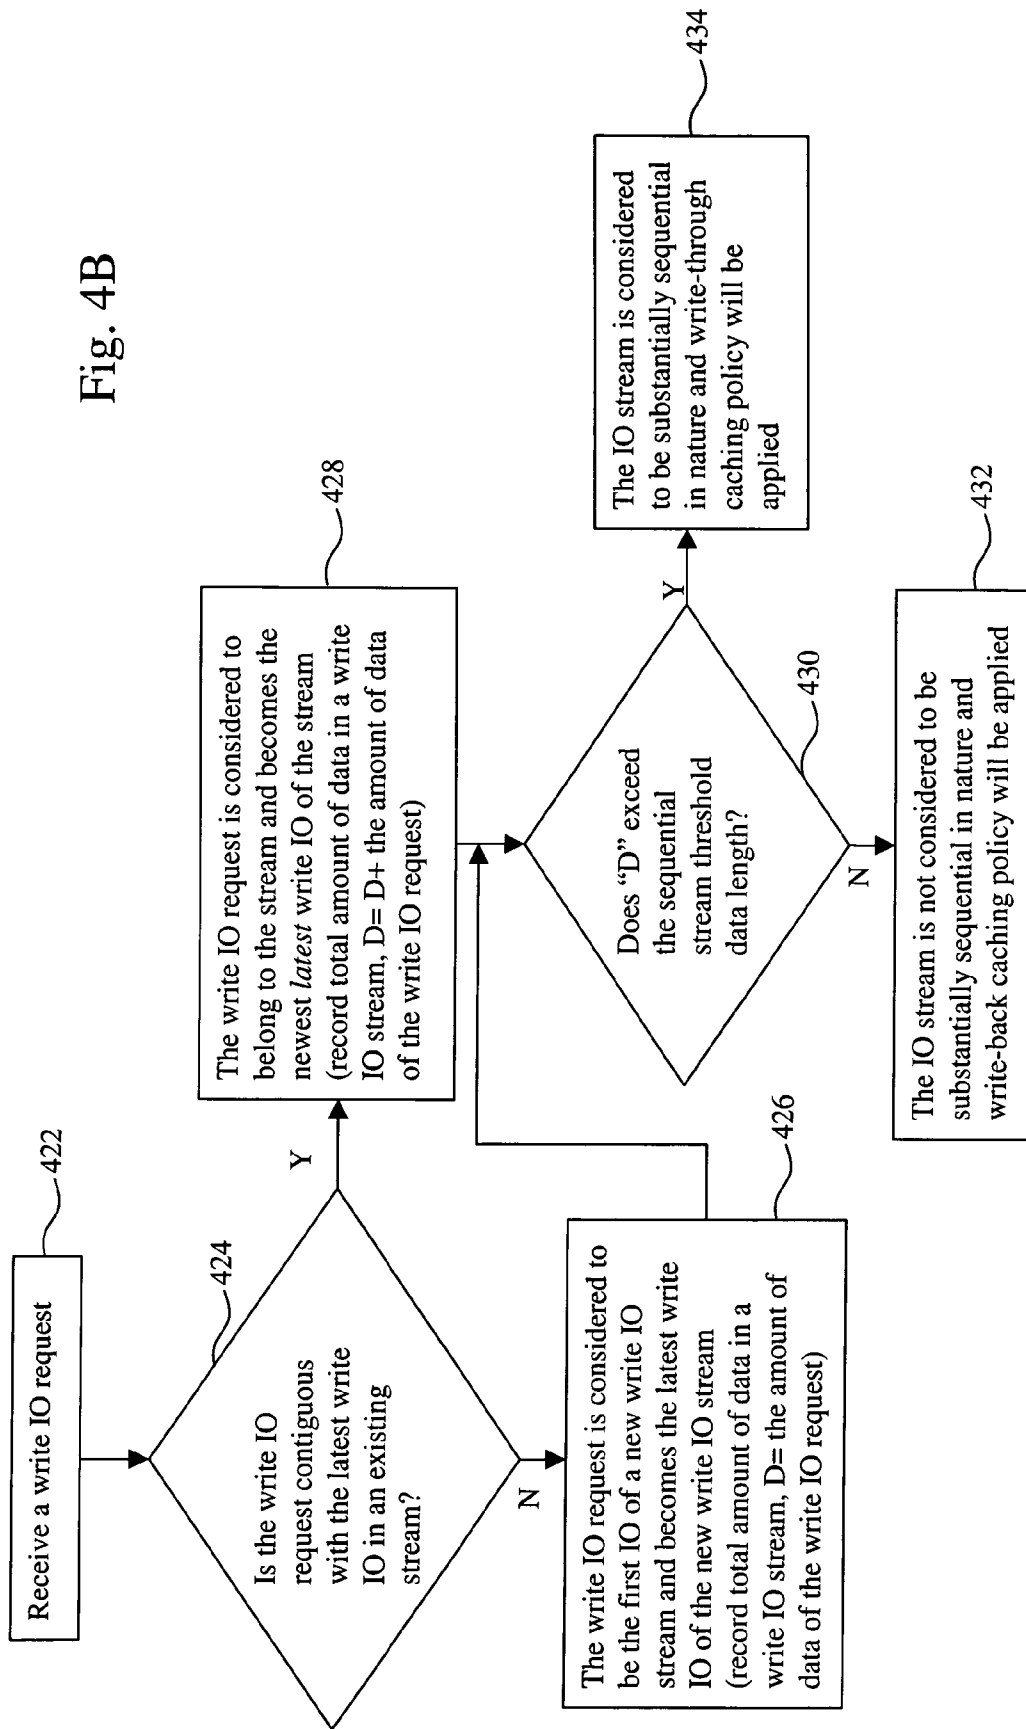 Fig. 4B
Receive a write IO request
422
Is the write IO
request contiguous
with the latest write
IO in an existing
stream?
424
Y
N
The write IO request is considered to
belong to the stream and becomes the
newest latest write IO of the stream
(record total amount of data in a write
IO stream, D= D+ the amount of data
of the write IO request)
428
The write IO request is considered to
be the first IO of a new write IO
stream and becomes the latest write
IO of the new write IO stream
(record total amount of data in a
write IO stream, D= the amount of
data of the write IO request)
426
Does “D” exceed
the sequential
stream threshold
data length?
430
Y
N
The IO stream is considered
to be substantially sequential
in nature and write-through
caching policy will be
applied
434
The IO stream is not considered to be
substantially sequential in nature and
write-back caching policy will be applied
432